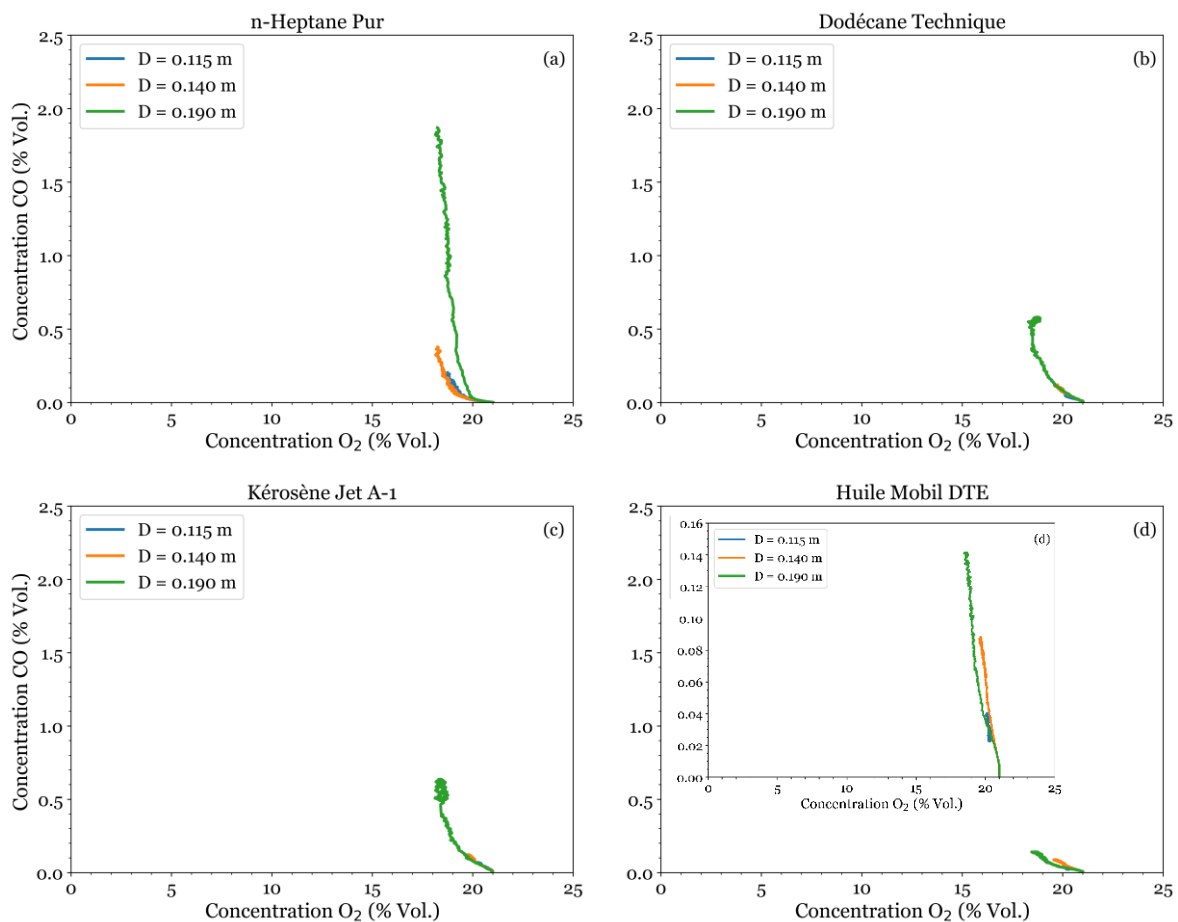 n-Heptane Pur
2.5
2.0
1.5
1.0
0.5
0.0
Concentration CO (% Vol.)
D = 0.115 m
D = 0.140 m
D = 0.190 m
(a)
0 5 10 15 20 25
Concentration O₂ (% Vol.)
Dodécane Technique
2.5
2.0
1.5
1.0
0.5
0.0
D = 0.115 m
D = 0.140 m
D = 0.190 m
(b)
0 5 10 15 20 25
Concentration O₂ (% Vol.)
Kérosène Jet A-1
2.5
2.0
1.5
1.0
0.5
0.0
Concentration CO (% Vol.)
D = 0.115 m
D = 0.140 m
D = 0.190 m
(c)
0 5 10 15 20 25
Concentration O₂ (% Vol.)
Huile Mobil DTE
2.5
2.0
1.5
1.0
0.5
0.0
(d)
0.16
0.14
0.12
0.10
0.08
0.06
0.04
0.02
0.00
D = 0.115 m
D = 0.140 m
D = 0.190 m
(d)
0 5 10 15 20 25
Concentration O₂ (% Vol.)
0 5 10 15 20 25
Concentration O₂ (% Vol.)